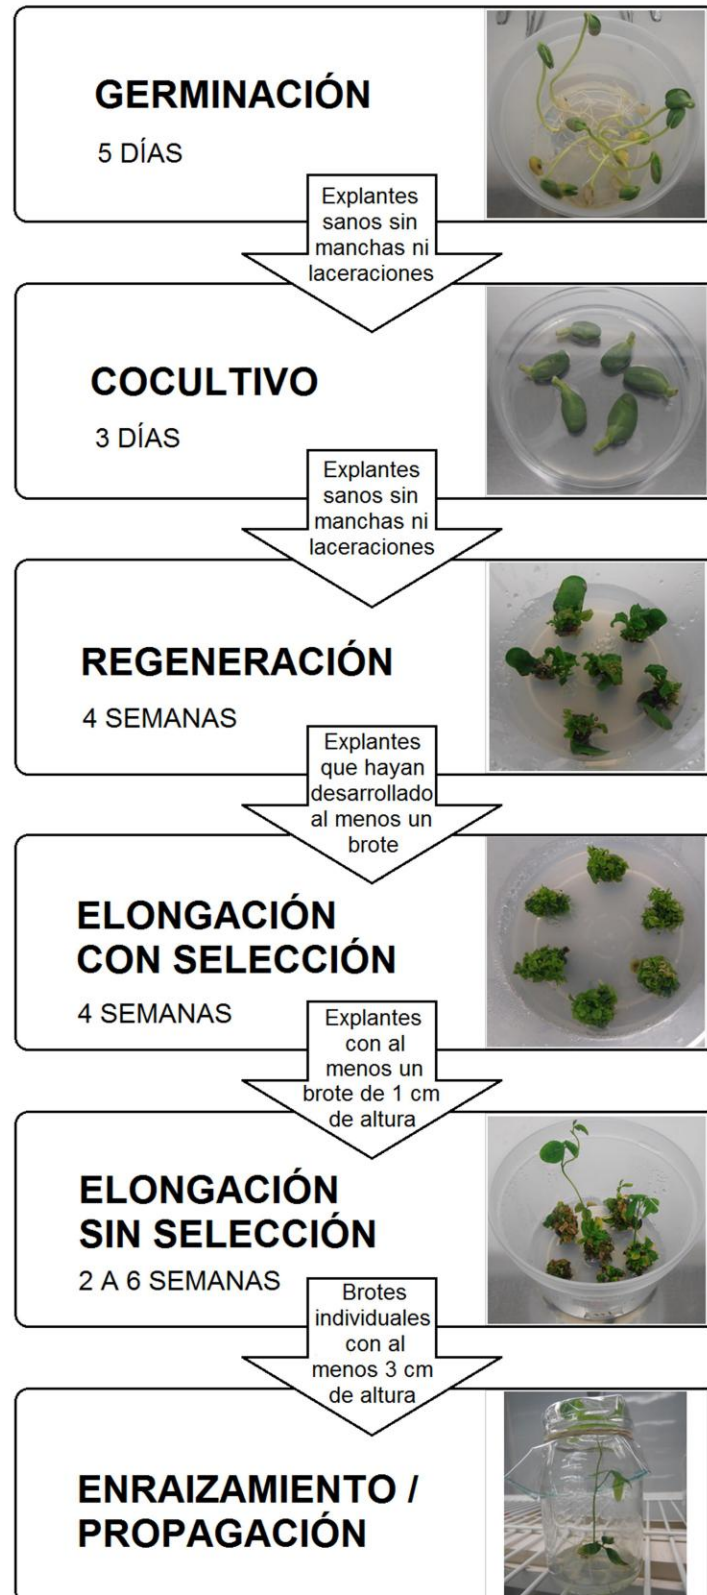 GERMINACIÓN
5 DÍAS
Explantes
sanos sin
manchas ni
laceraciones
COCULTIVO
3 DÍAS
Explantes
sanos sin
manchas ni
laceraciones
REGENERACIÓN
4 SEMANAS
Explantes
que hayan
desarrollado
al menos un
brote
ELONGACIÓN
CON SELECCIÓN
4 SEMANAS
Explantes
con al
menos un
brote de 1 cm
de altura
ELONGACIÓN
SIN SELECCIÓN
2 A 6 SEMANAS
Brotes
individuales
con al
menos 3 cm
de altura
ENRAIZAMIENTO /
PROPAGACIÓN